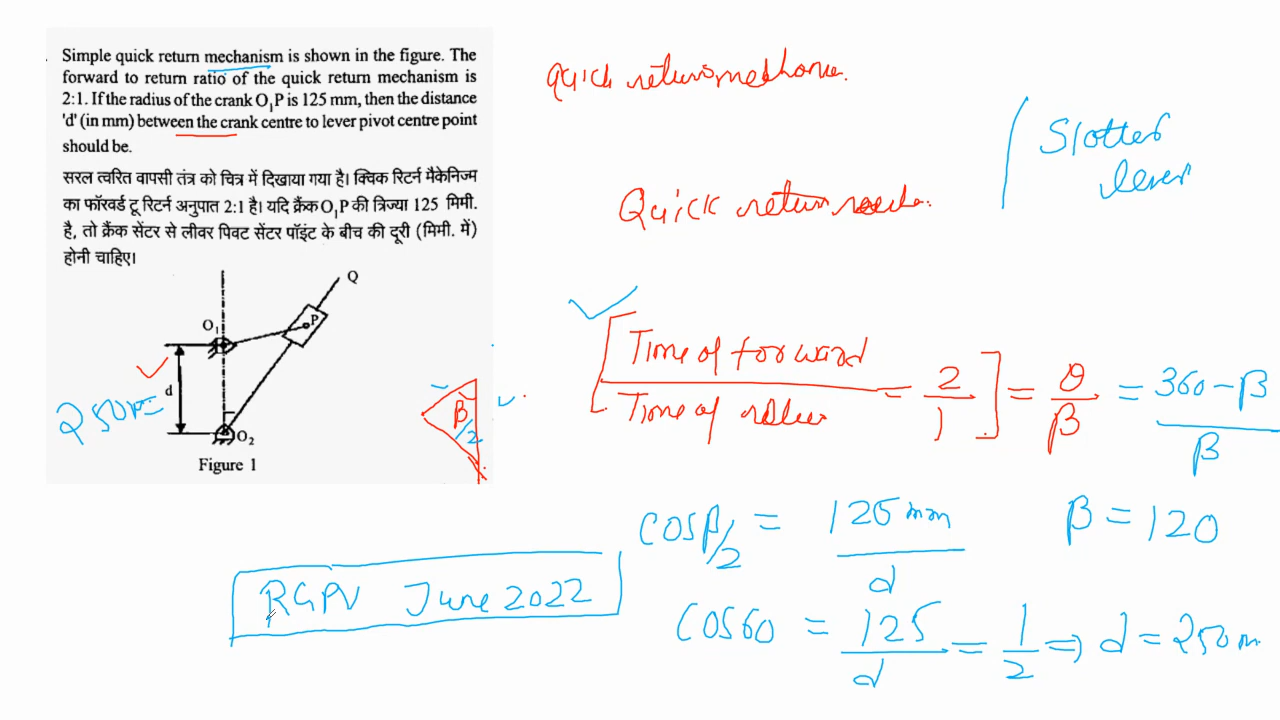 Simple quick return mechanism is shown in the figure. The
forward to return ratio of the quick return mechanism is
2:1. If the radius of the crank O₁P is 125 mm, then the distance
'd' (in mm) between the crank centre to lever pivot centre point
should be.
सरल त्वरित वापसी तंत्र को चित्र में दिखाया गया है। क्विक रिटर्न मैकेनिज्म
का फॉरवर्ड टू रिटर्न अनुपात 2:1 है। यदि क्रैंक O₁P की त्रिज्या 125 मिमी.
है, तो क्रैंक सेंटर से लीवर पिवट सेंटर पॉइंट के बीच की दूरी (मिमी. में)
होनी चाहिए।
Q
O₁
P
d
250
O₂
Figure 1
β/2
Quick
Quick return
Slotted
lever
Time of forward / Time of = 2/1 = θ/β = 360-β/β
cos β/2 = 125 mm/d
β = 120
cos 60 = 125/d = 1/2 ⇒ d = 250 m
RGPV June 2022